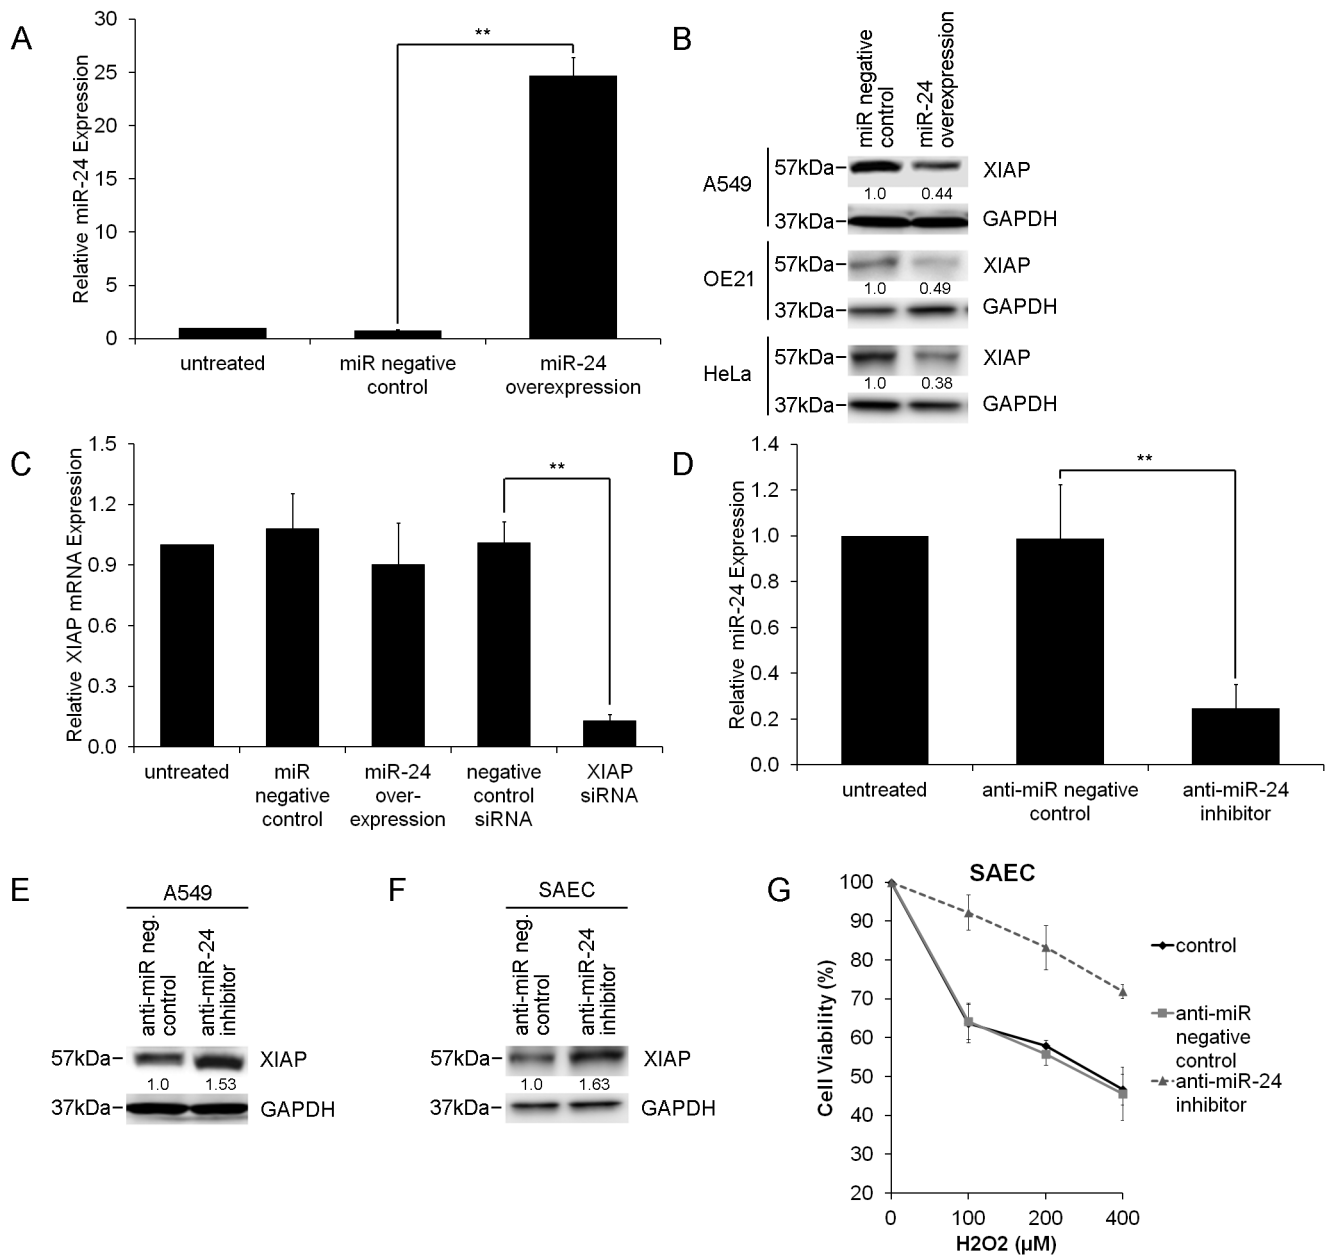 A
30
25
20
15
10
5
0
Relative miR-24 Expression
**
untreated
miR negative
control
miR-24
overexpression
B
miR negative
control
miR-24
overexpression
A549
57kDa
XIAP
1.0 0.44
37kDa
GAPDH
OE21
57kDa
XIAP
1.0 0.49
37kDa
GAPDH
HeLa
57kDa
XIAP
1.0 0.38
37kDa
GAPDH
C
1.5
1.2
0.9
0.6
0.3
0.0
Relative XIAP mRNA Expression
**
untreated
miR
negative
control
miR-24
over-
expression
negative
control
siRNA
XIAP
siRNA
D
1.4
1.2
1.0
0.8
0.6
0.4
0.2
0.0
Relative miR-24 Expression
**
untreated
anti-miR negative
control
anti-miR-24
inhibitor
E
A549
anti-miR neg.
control
anti-miR-24
inhibitor
57kDa
XIAP
1.0 1.53
37kDa
GAPDH
F
SAEC
anti-miR neg.
control
anti-miR-24
inhibitor
57kDa
XIAP
1.0 1.63
37kDa
GAPDH
G
SAEC
100
90
80
70
60
50
40
30
20
Cell Viability (%)
0 100 200 400
H2O2 (µM)
control
anti-miR
negative
control
anti-miR-24
inhibitor